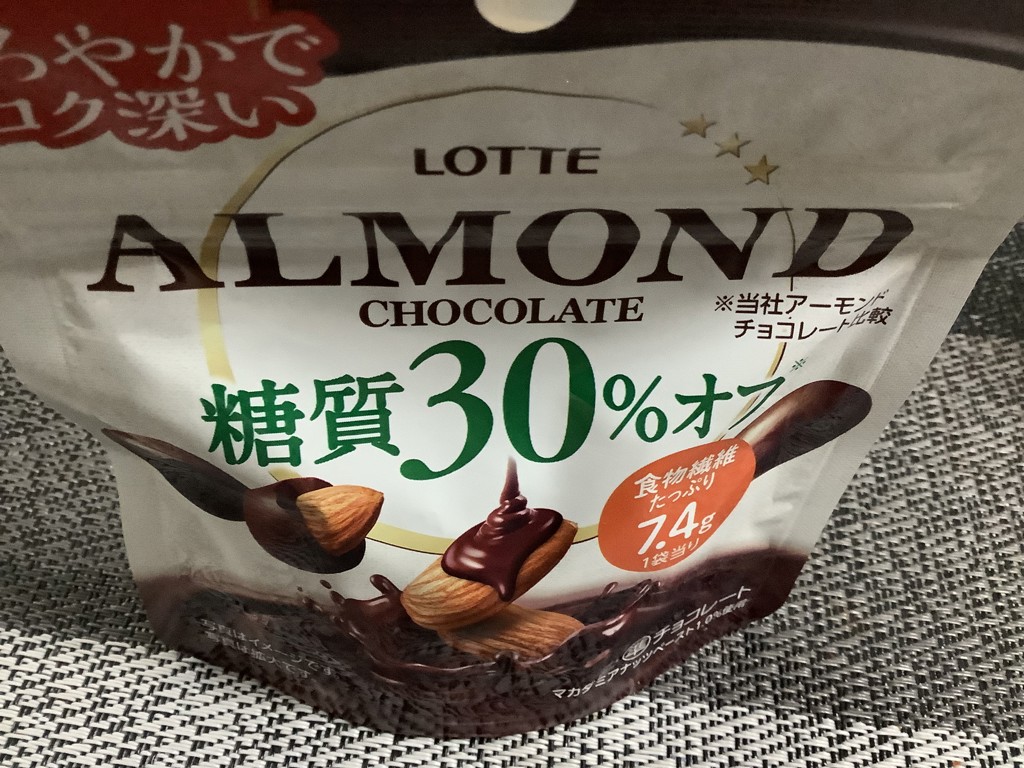 ろやかで
コク深い
LOTTE
ALMOND
CHOCOLATE
※当社アーモンド
チョコレート比較
糖質30%オフ※
食物繊維
たっぷり
7.4g
1袋当り
準チョコレート
マカダミアナッツペースト1.0%使用